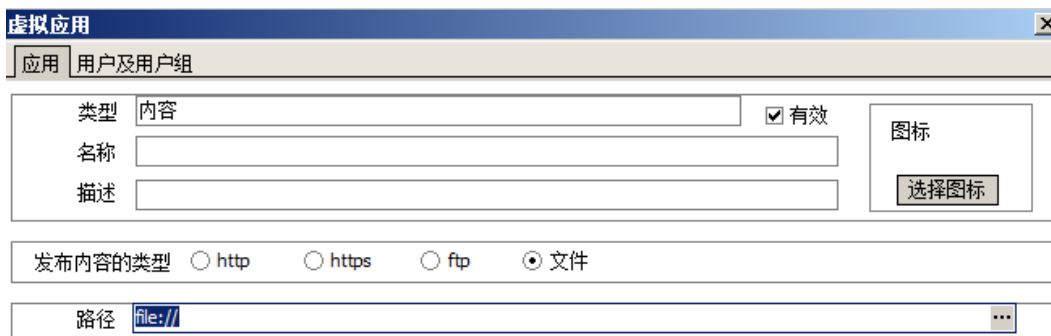 虚拟应用
应用 用户及用户组
类型 内容 有效
图标
名称
描述 选择图标
发布内容的类型 http https ftp 文件
路径 file:// ...